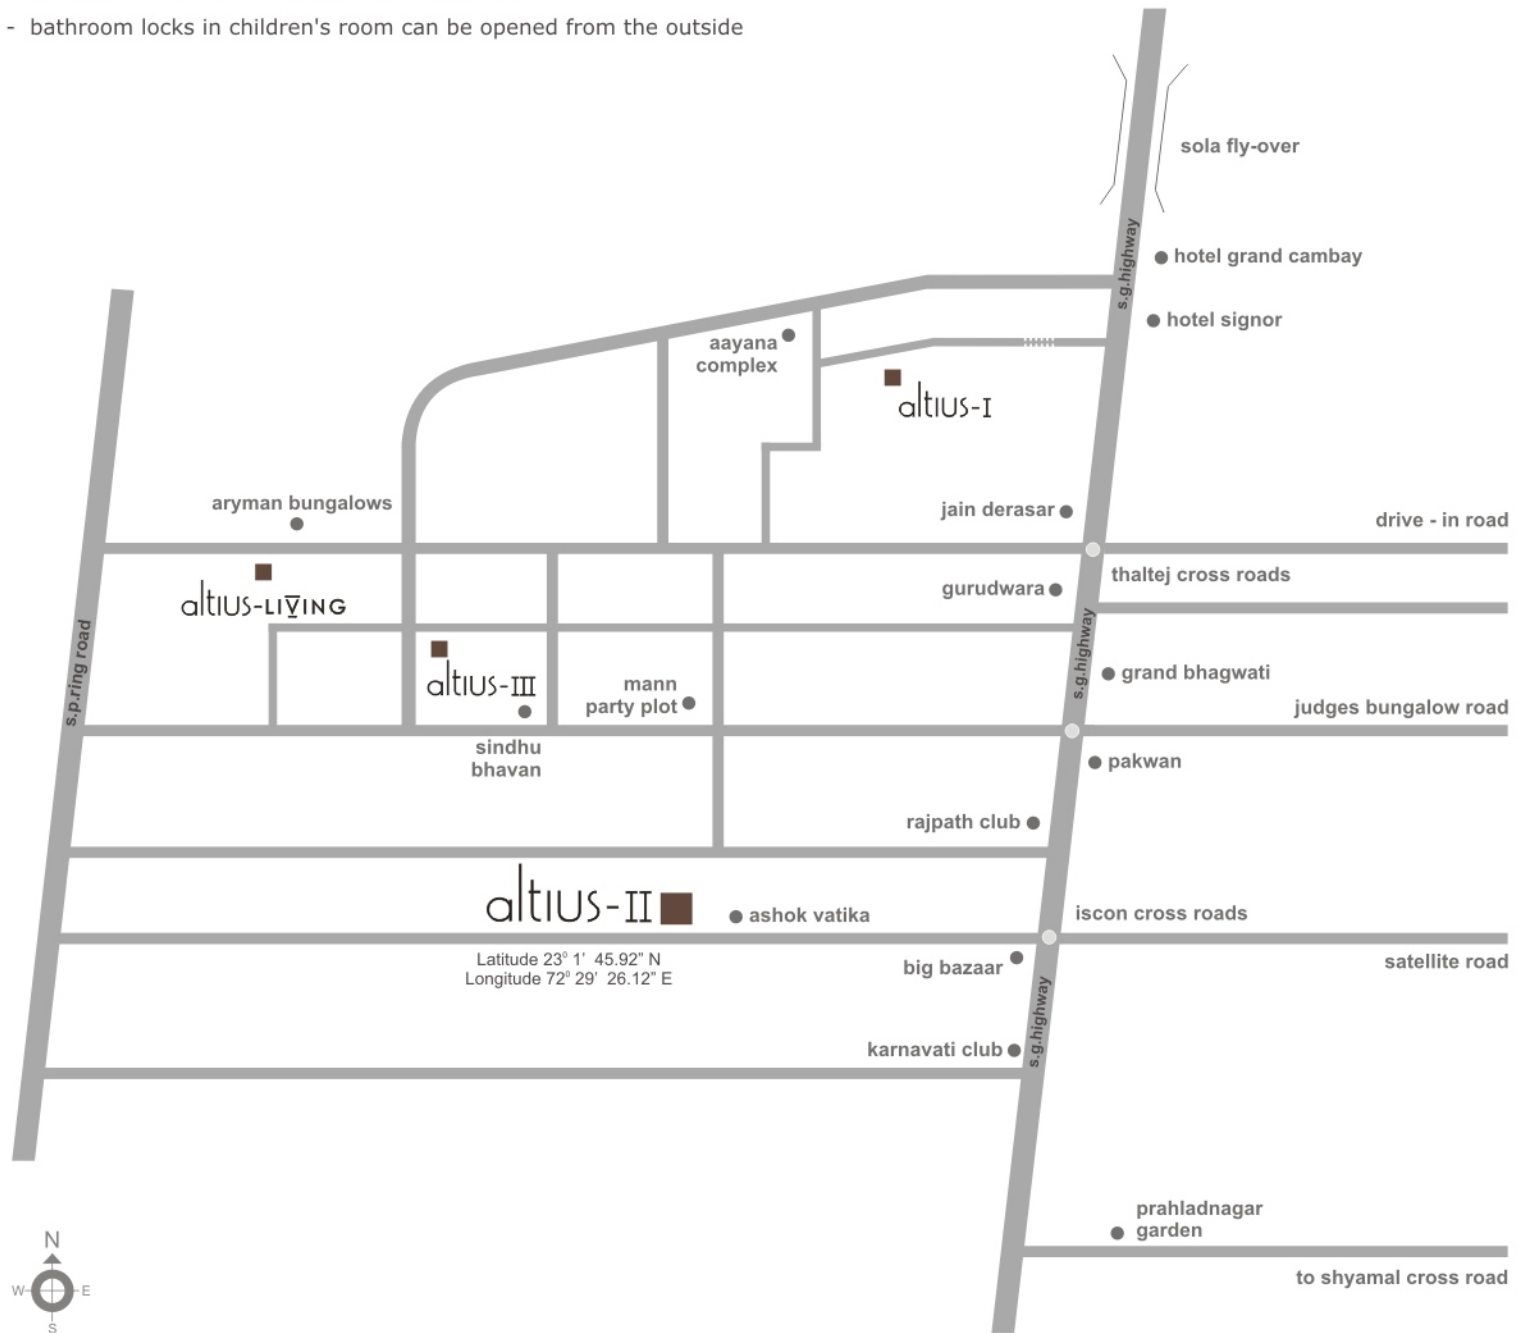 - bathroom locks in children's room can be opened from the outside
sola fly-over
s.g.highway
hotel grand cambay
hotel signor
aayana
complex
altius-I
aryman bungalows
jain derasar
drive - in road
thaltej cross roads
altius-LIVING
gurudwara
s.p.ring road
s.g.highway
altius-III
mann
party plot
grand bhagwati
judges bungalow road
sindhu
bhavan
pakwan
rajpath club
altius-II
ashok vatika
iscon cross roads
Latitude 23⁰ 1’ 45.92” N
Longitude 72⁰ 29’ 26.12” E
big bazaar
satellite road
s.g.highway
karnavati club
prahladnagar
garden
to shyamal cross road
N
W E
S